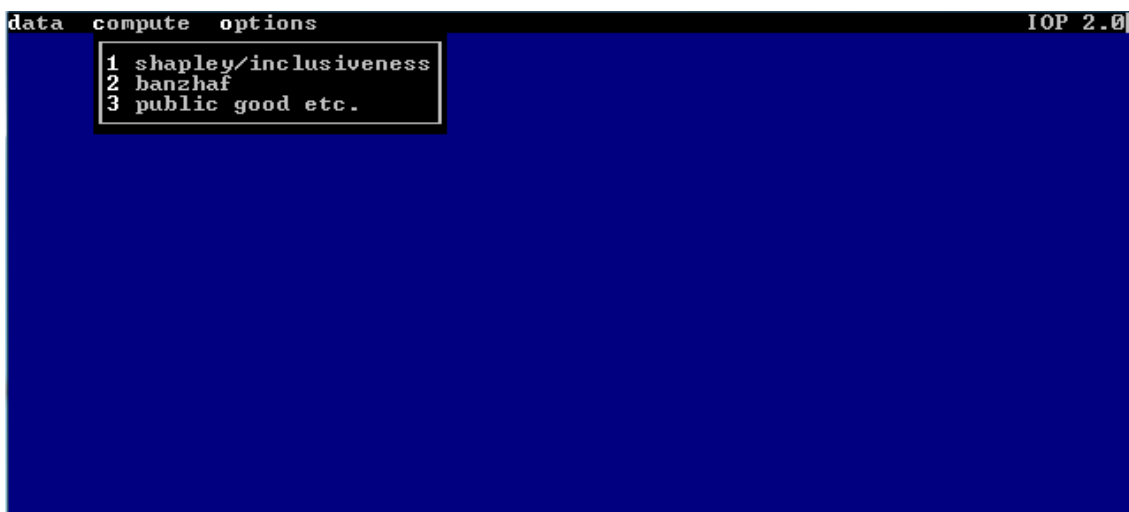 data compute options IOP 2.0
1 shapley/inclusiveness
2 banzhaf
3 public good etc.